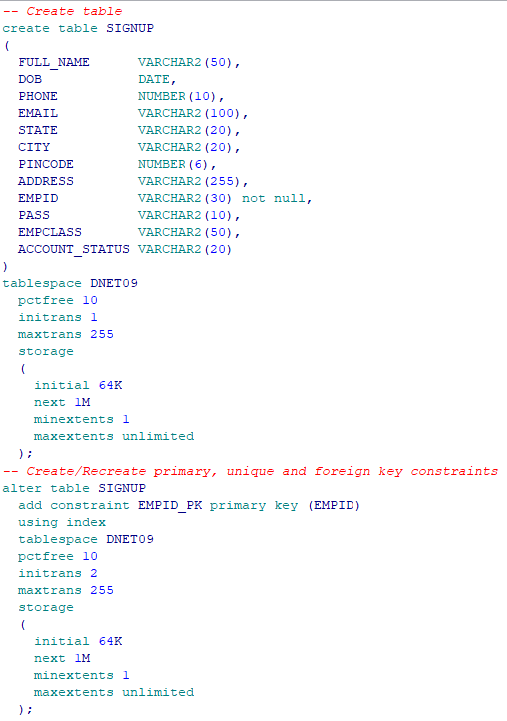 -- Create table
create table SIGNUP
(
  FULL_NAME      VARCHAR2(50),
  DOB            DATE,
  PHONE          NUMBER(10),
  EMAIL          VARCHAR2(100),
  STATE          VARCHAR2(20),
  CITY           VARCHAR2(20),
  PINCODE        NUMBER(6),
  ADDRESS        VARCHAR2(255),
  EMPID          VARCHAR2(30) not null,
  PASS           VARCHAR2(10),
  EMPCLASS       VARCHAR2(50),
  ACCOUNT_STATUS VARCHAR2(20)
)
tablespace DNET09
  pctfree 10
  initrans 1
  maxtrans 255
  storage
  (
    initial 64K
    next 1M
    minextents 1
    maxextents unlimited
  );
-- Create/Recreate primary, unique and foreign key constraints
alter table SIGNUP
  add constraint EMPID_PK primary key (EMPID)
  using index
  tablespace DNET09
  pctfree 10
  initrans 2
  maxtrans 255
  storage
  (
    initial 64K
    next 1M
    minextents 1
    maxextents unlimited
  );